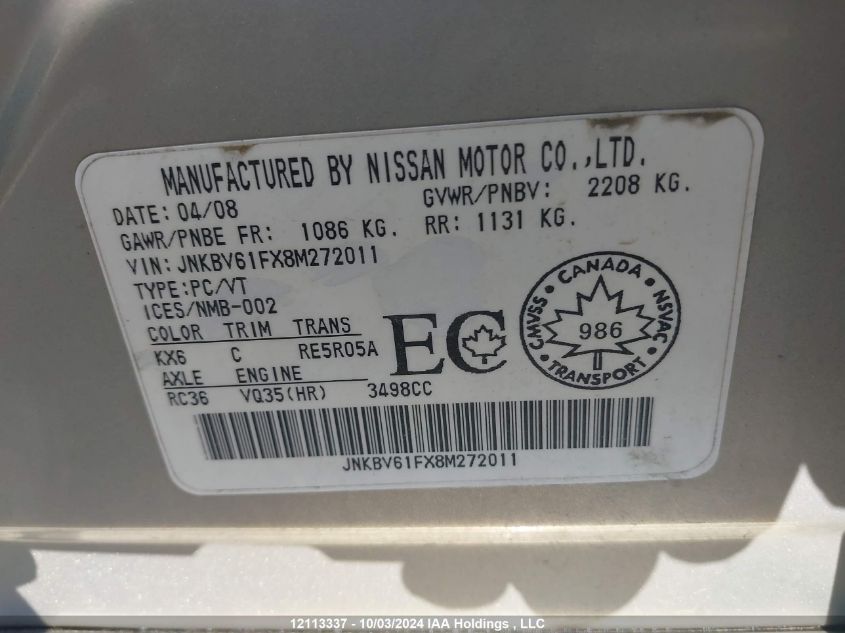 MANUFACTURED BY NISSAN MOTOR CO.,LTD.
DATE: 04/08 GVWR/PNBV: 2208 KG.
GAWR/PNBE FR: 1086 KG. RR: 1131 KG.
VIN: JNKBV61FX8M272011
TYPE:PC/VT
ICES/NMB-002
COLOR TRIM TRANS
KX6 C RE5R05A
AXLE ENGINE
RC36 VQ35(HR) 3498CC
EC
CANADA
CMVSS 986 NSVAC
TRANSPORT
JNKBV61FX8M272011
12113337 - 10/03/2024 IAA Holdings , LLC